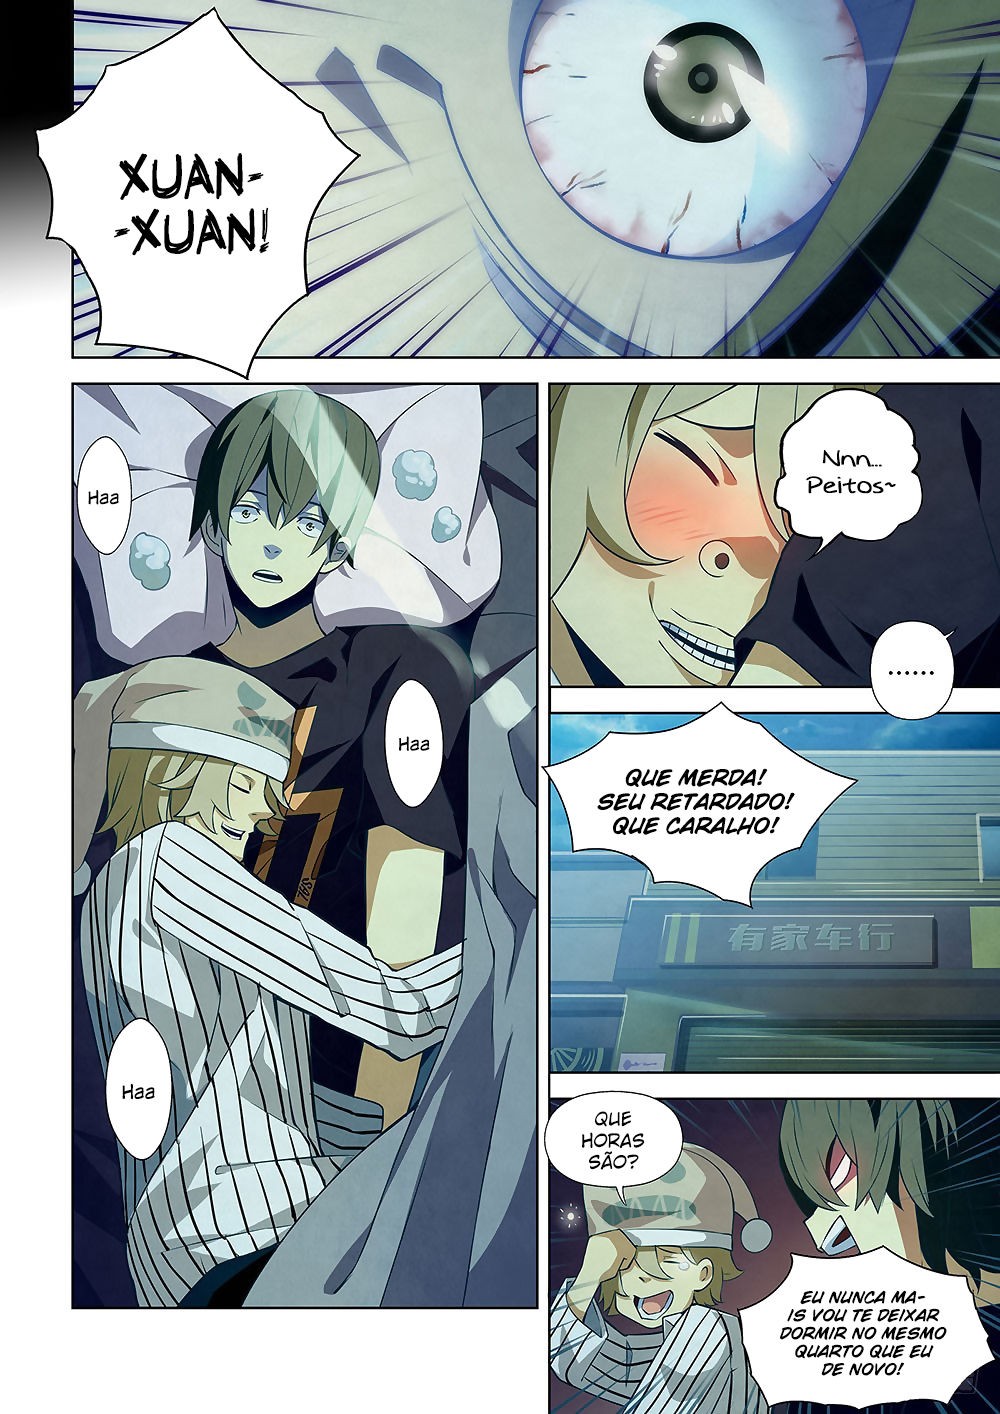 XUAN-
-XUAN!
Haa
Haa
Haa
Nnn...
Peitos~
......
QUE MERDA!
SEU RETARDADO!
QUE CARALHO!
有家车行
QUE
HORAS
SÃO?
EU NUNCA MA-
IS VOU TE DEIXAR
DORMIR NO MESMO
QUARTO QUE EU
DE NOVO!